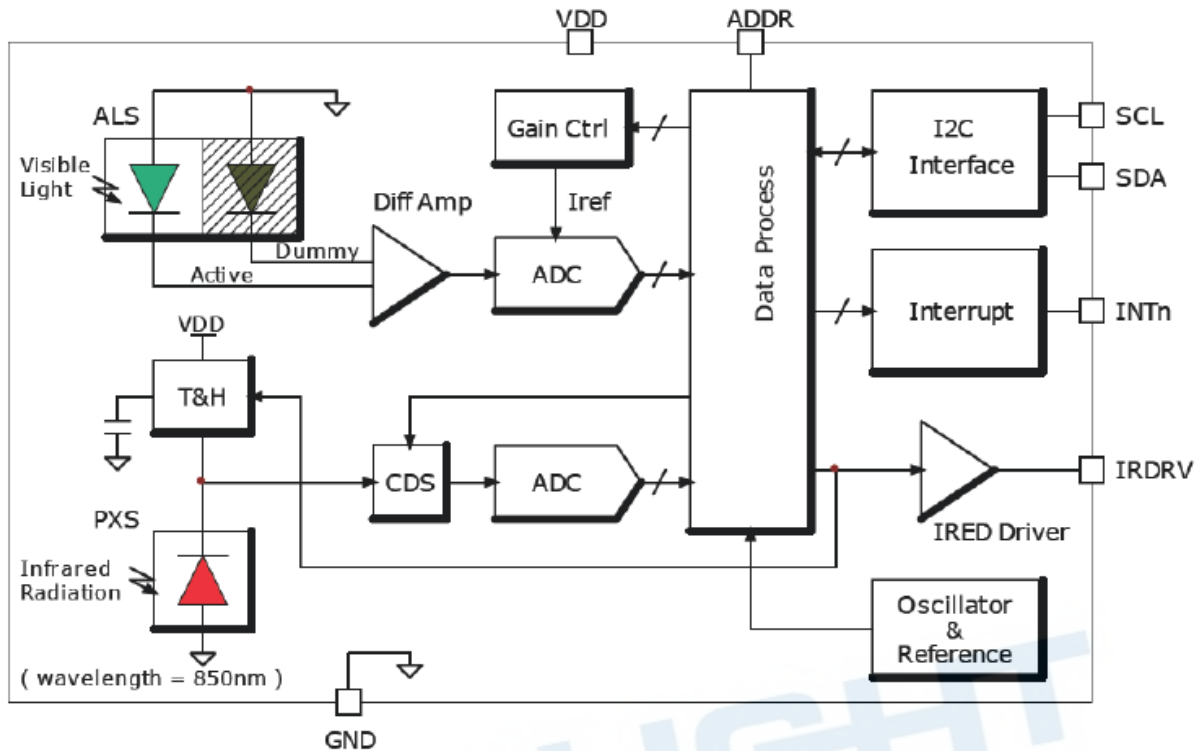 VDD
ADDR
ALS
Visible
Light
Gain Ctrl
I2C
Interface
SCL
SDA
Diff Amp
Iref
Dummy
Active
ADC
Data Process
Interrupt
INTn
VDD
T&H
CDS
ADC
IRDRV
IRED Driver
PXS
Infrared
Radiation
Oscillator
&
Reference
( wavelength = 850nm )
GND